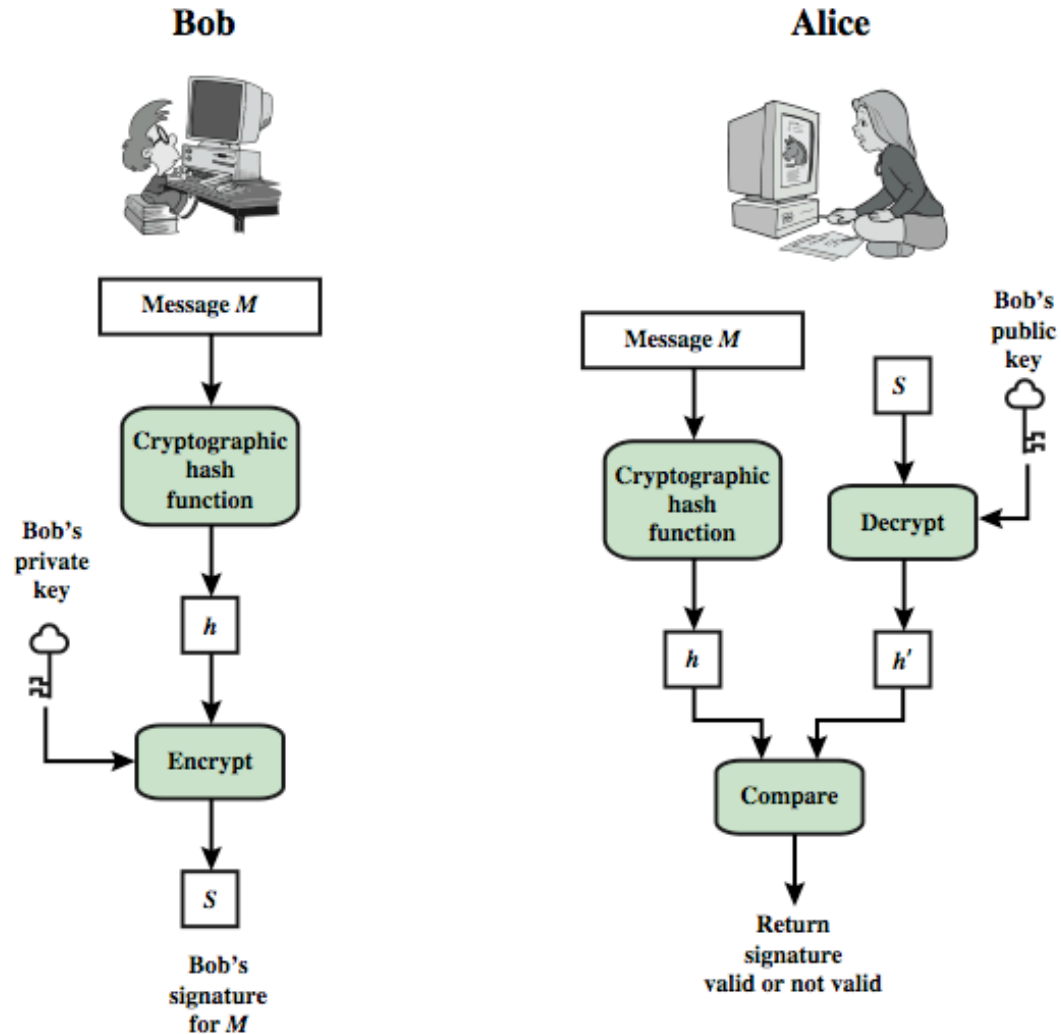 Bob
Message M
Cryptographic
hash
function
Bob's
private
key
h
Encrypt
S
Bob's
signature
for M
Alice
Message M
Bob's
public
key
S
Cryptographic
hash
function
Decrypt
h
h′
Compare
Return
signature
valid or not valid